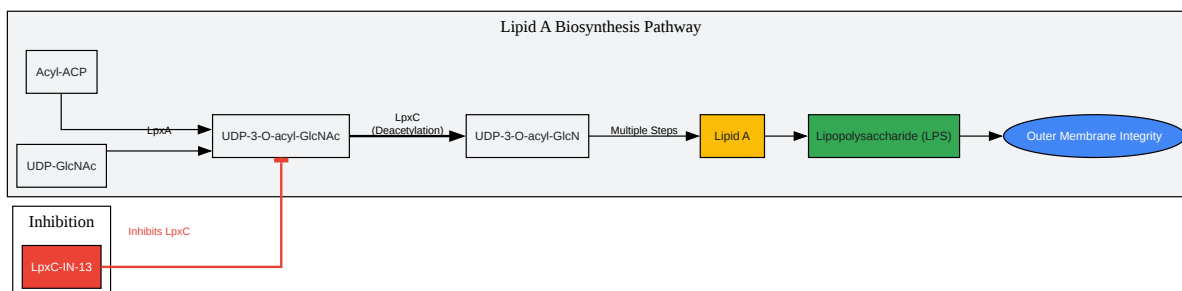 Lipid A Biosynthesis Pathway
Acyl-ACP
LpxA
UDP-GlcNAc
UDP-3-O-acyl-GlcNAc
LpxC
(Deacetylation)
UDP-3-O-acyl-GlcN
Multiple Steps
Lipid A
Lipopolysaccharide (LPS)
Outer Membrane Integrity
Inhibition
LpxC-IN-13
Inhibits LpxC